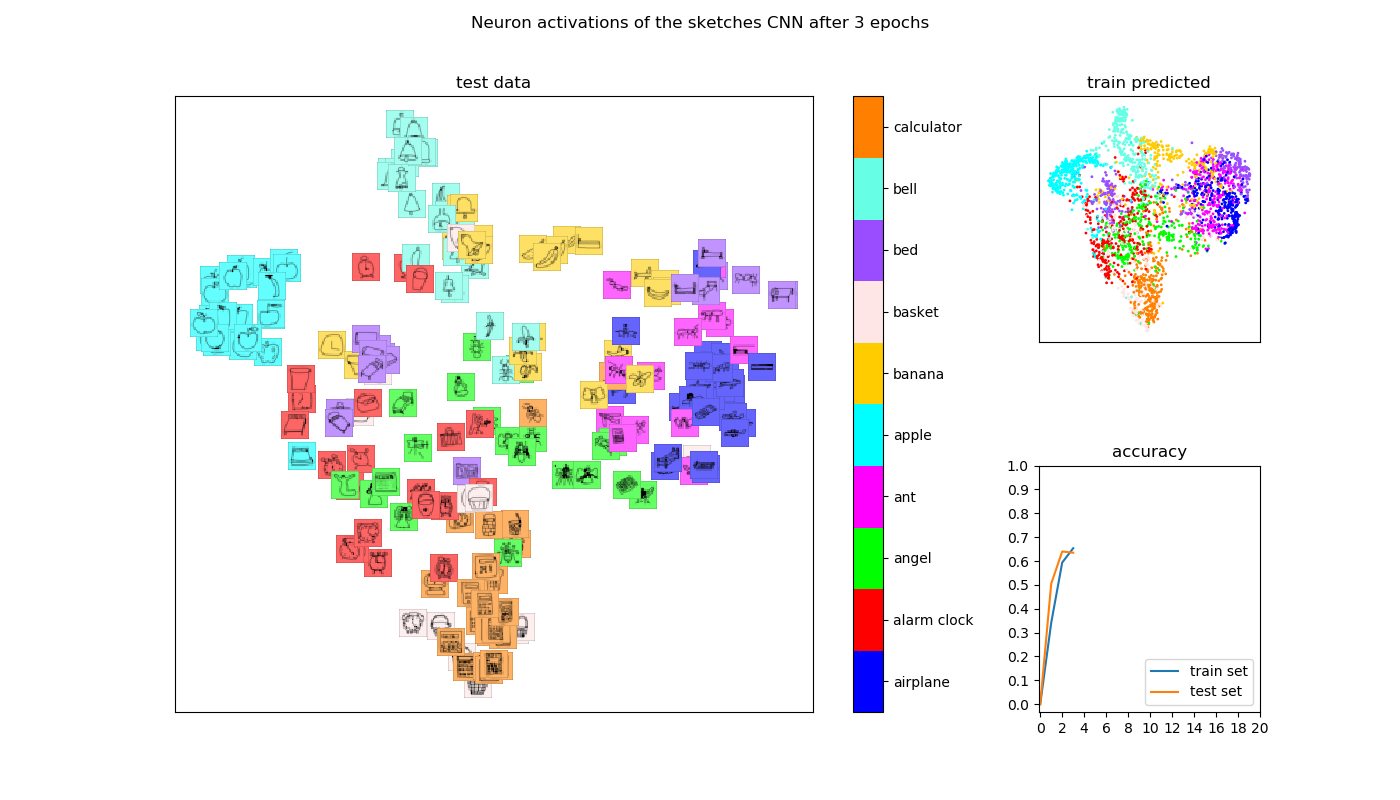 Neuron activations of the sketches CNN after 3 epochs
test data
calculator
bell
bed
basket
banana
apple
ant
angel
alarm clock
airplane
train predicted
accuracy
1.0
0.9
0.8
0.7
0.6
0.5
0.4
0.3
0.2
0.1
0.0
train set
test set
0 2 4 6 8 10 12 14 16 18 20